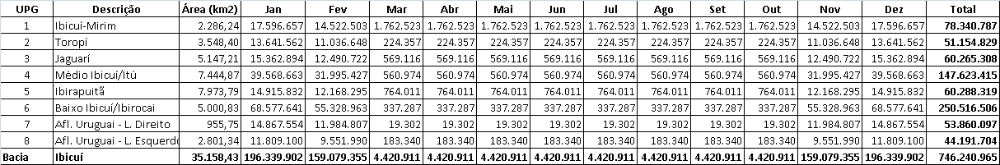 UPG Descrição Área (km2) Jan Fev Mar Abr Mai Jun Jul Ago Set Out Nov Dez Total
1 Ibicuí-Mirim 2.286,24 17.596.657 14.522.503 1.762.523 1.762.523 1.762.523 1.762.523 1.762.523 1.762.523 1.762.523 1.762.523 14.522.503 17.596.657 78.340.787
2 Toropí 3.548,40 13.641.562 11.036.648 224.357 224.357 224.357 224.357 224.357 224.357 224.357 224.357 11.036.648 13.641.562 51.154.829
3 Jaguarí 5.147,21 15.362.894 12.490.722 569.116 569.116 569.116 569.116 569.116 569.116 569.116 569.116 12.490.722 15.362.894 60.265.308
4 Médio Ibicuí/Itú 7.444,87 39.568.663 31.995.427 560.974 560.974 560.974 560.974 560.974 560.974 560.974 560.974 31.995.427 39.568.663 147.623.415
5 Ibirapuitã 7.973,79 14.915.832 12.168.295 764.011 764.011 764.011 764.011 764.011 764.011 764.011 764.011 12.168.295 14.915.832 60.288.319
6 Baixo Ibicuí/Ibirocai 5.000,83 68.577.641 55.328.963 337.287 337.287 337.287 337.287 337.287 337.287 337.287 337.287 55.328.963 68.577.641 250.516.506
7 Afl. Uruguai - L. Direito 955,75 14.867.554 11.984.807 19.302 19.302 19.302 19.302 19.302 19.302 19.302 19.302 11.984.807 14.867.554 53.860.097
8 Afl. Uruguai - L. Esquerdo 2.801,34 11.809.100 9.551.990 183.340 183.340 183.340 183.340 183.340 183.340 183.340 183.340 9.551.990 11.809.100 44.191.704
Bacia Ibicuí 35.158,43 196.339.902 159.079.355 4.420.911 4.420.911 4.420.911 4.420.911 4.420.911 4.420.911 4.420.911 4.420.911 159.079.355 196.339.902 746.240.965